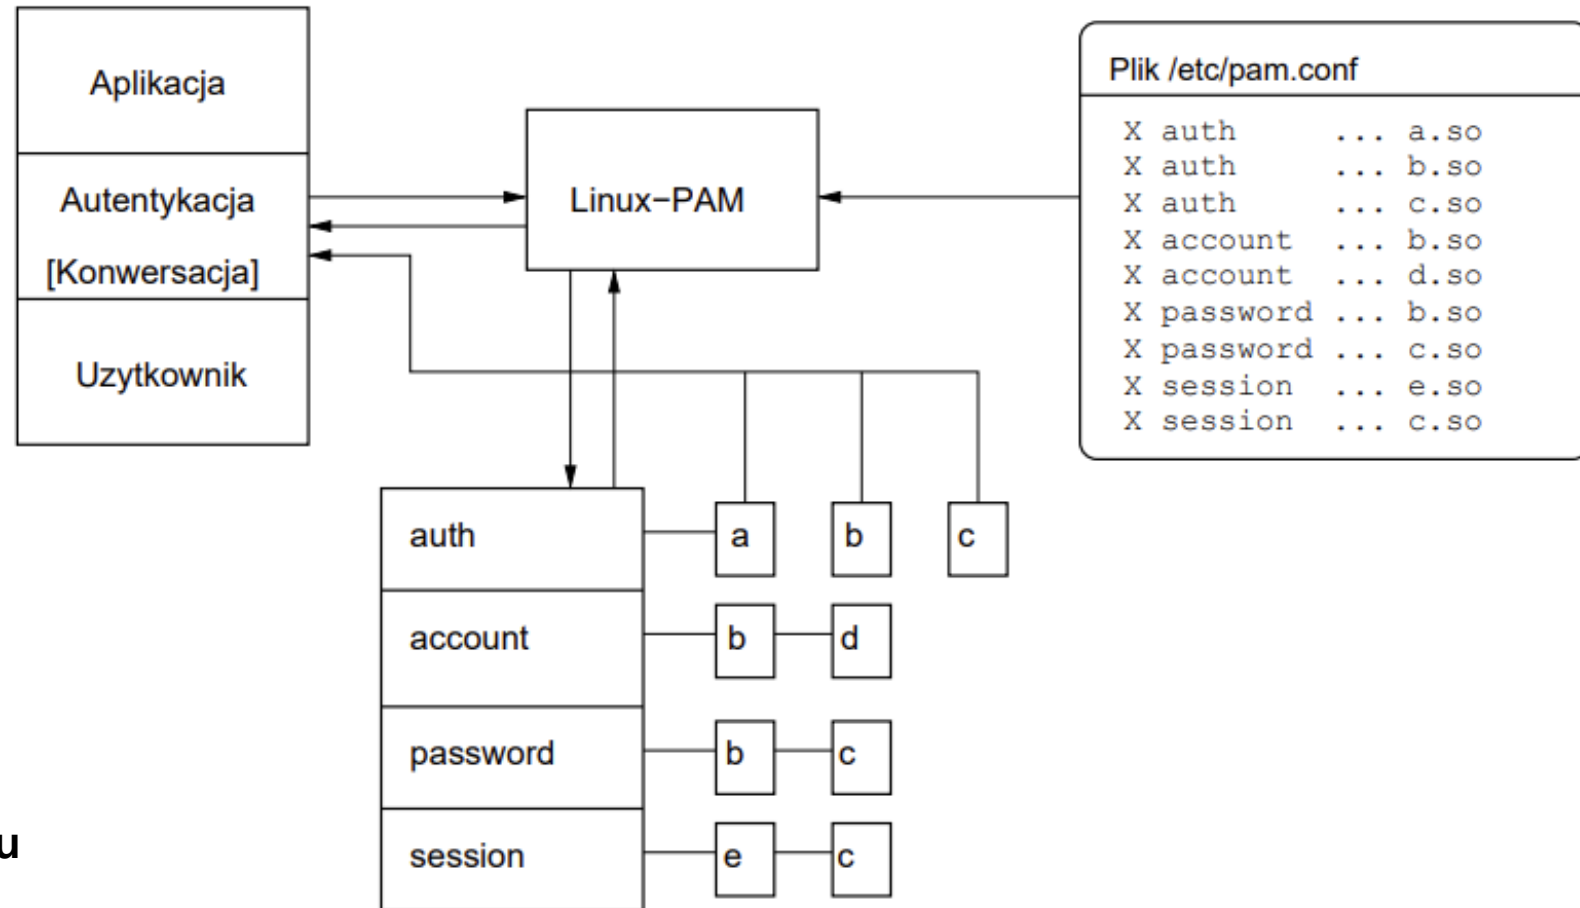 Aplikacja
Autentykacja
[Konwersacja]
Uzytkownik
Linux−PAM
Plik /etc/pam.conf
X auth ... a.so
X auth ... b.so
X auth ... c.so
X account ... b.so
X account ... d.so
X password ... b.so
X password ... c.so
X session ... e.so
X session ... c.so
auth a b c
account b d
password b c
session e c
u